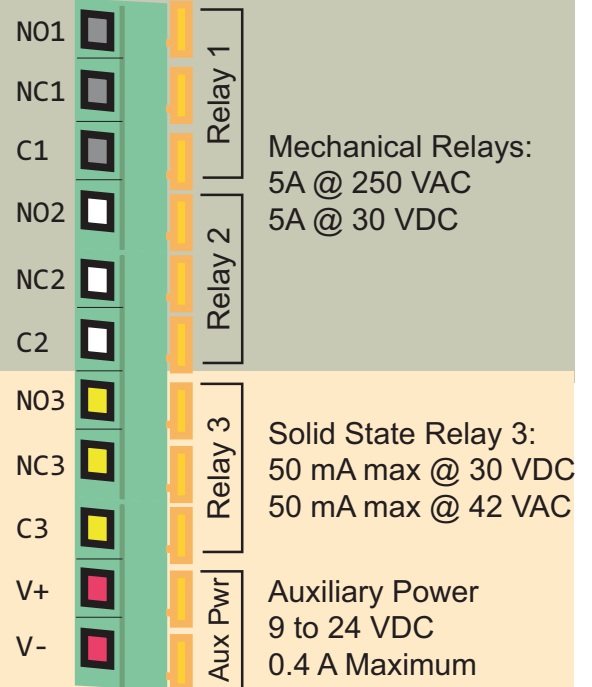 NO1
NC1
C1
Relay 1
NO2
NC2
C2
Relay 2
Mechanical Relays:
5A @ 250 VAC
5A @ 30 VDC
NO3
NC3
C3
Relay 3
Solid State Relay 3:
50 mA max @ 30 VDC
50 mA max @ 42 VAC
V+
V-
Aux Pwr
Auxiliary Power
9 to 24 VDC
0.4 A Maximum